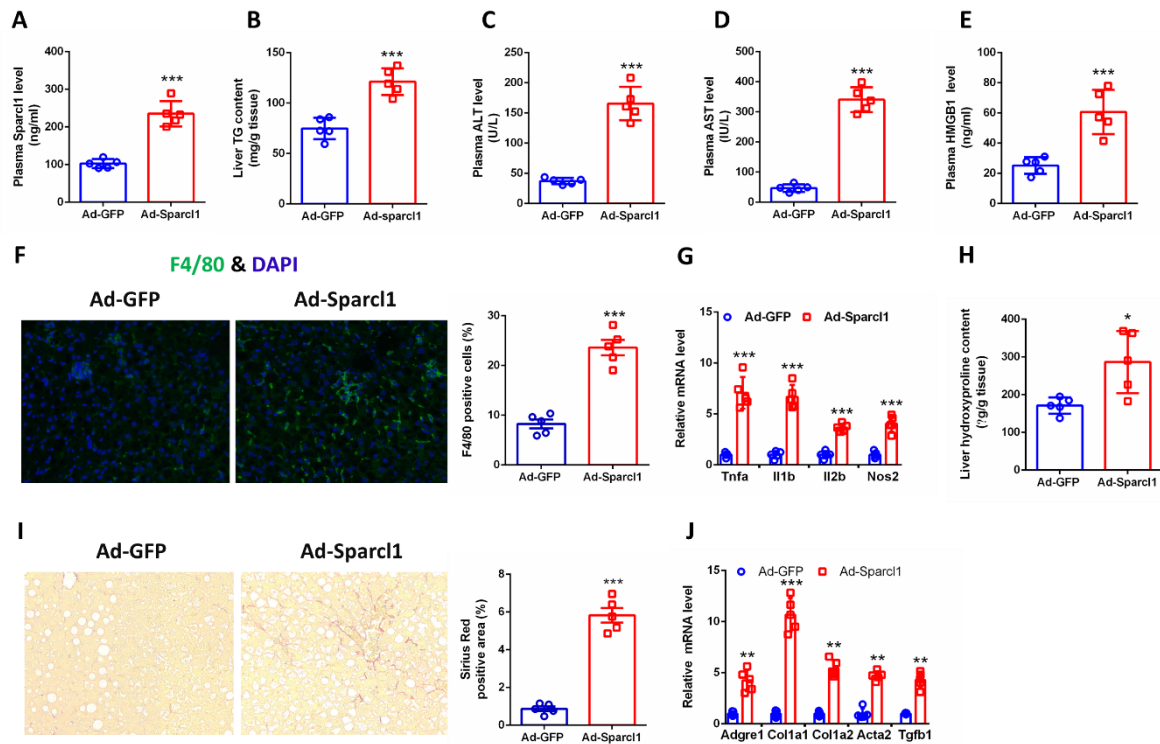 A
Plasma Sparcl1 level
(ng/ml)
400
300
200
100
0
***
Ad-GFP
Ad-Sparcl1
B
Liver TG content
(mg/g tissue)
150
100
50
0
***
Ad-GFP
Ad-sparcl1
C
Plasma ALT level
(U/L)
250
200
150
100
50
0
***
Ad-GFP
Ad-Sparcl1
D
Plasma AST level
(IU/L)
500
400
300
200
100
0
***
Ad-GFP
Ad-Sparcl1
E
Plasma HMGB1 level
(ng/ml)
100
80
60
40
20
0
***
Ad-GFP
Ad-Sparcl1
F
F4/80 & DAPI
Ad-GFP
Ad-Sparcl1
F4/80 positive cells (%)
30
20
10
0
***
Ad-GFP
Ad-Sparcl1
G
Relative mRNA level
15
10
5
0
Ad-GFP
Ad-Sparcl1
***
***
***
***
Tnfa
Il1b
Il2b
Nos2
H
Liver hydroxyproline content
(?g/g tissue)
400
300
200
100
0
*
Ad-GFP
Ad-Sparcl1
I
Ad-GFP
Ad-Sparcl1
Sirius Red
positive area (%)
8
6
4
2
0
***
Ad-GFP
Ad-Sparcl1
J
Relative mRNA level
15
10
5
0
Ad-GFP
Ad-Sparcl1
**
***
**
**
**
Adgre1
Col1a1
Col1a2
Acta2
Tgfb1